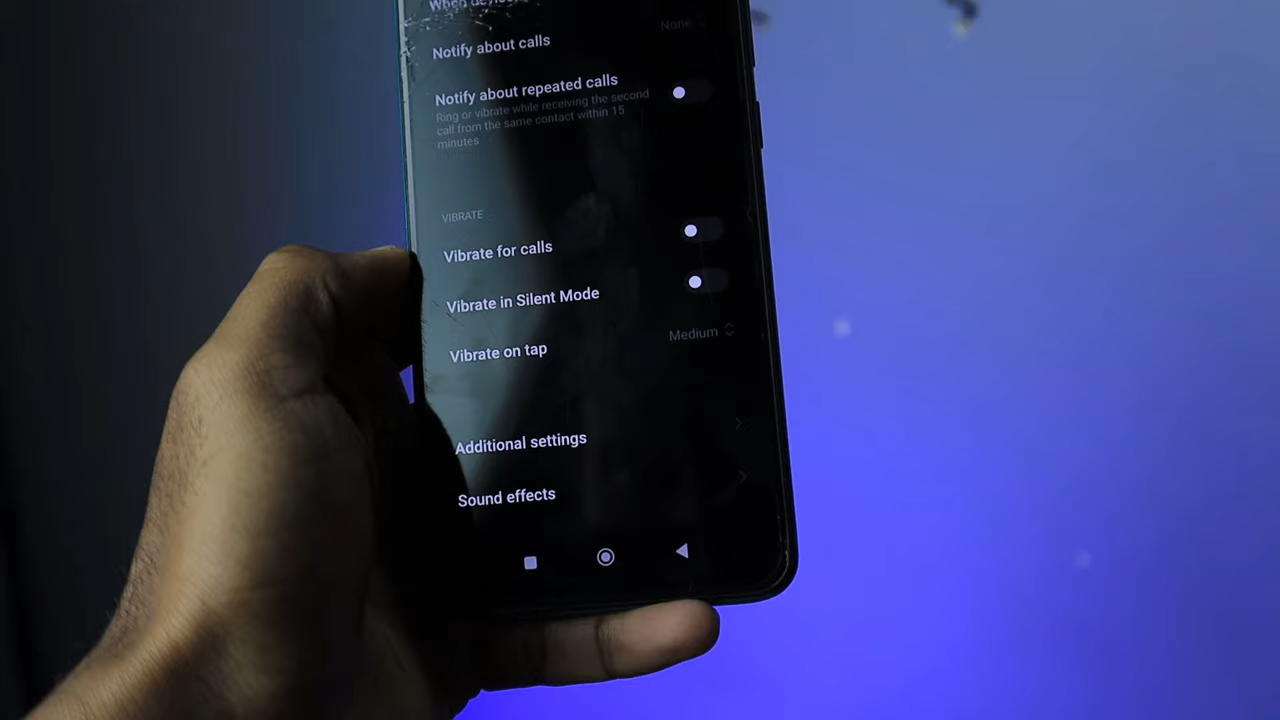 When
None
Notify about calls
Notify about repeated calls
Ring or vibrate while receiving the second
call from the same contact within 15
minutes
VIBRATE
Vibrate for calls
Vibrate in Silent Mode
Medium
Vibrate on tap
Additional settings
Sound effects